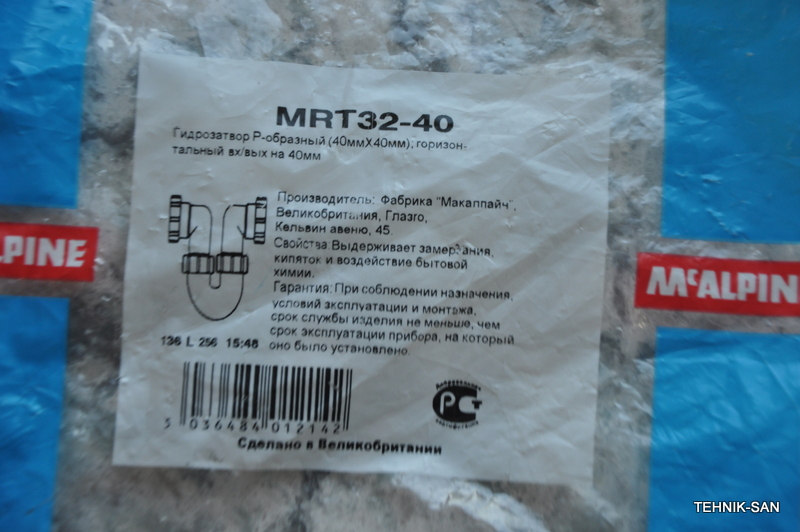 MRT32-40
Гидрозатвор Р-образный (40ммХ40мм); горизон-
тальный вх/вых на 40мм
Производитель: Фабрика "Макаппайч",
Великобритания, Глазго,
Кельвин авеню, 45.
Свойства: Выдерживает замерзания,
кипяток и воздействие бытовой
химии.
Гарантия: При соблюдении назначения,
условий эксплуатации и монтажа,
срок службы изделия не меньше, чем
срок эксплуатации прибора, на который
оно было установлено.
136 L 256 15:48
5 036484 012142
РСТ
Сделано в Великобритании
LPINE
McALPIN
TEHNIK-SAN